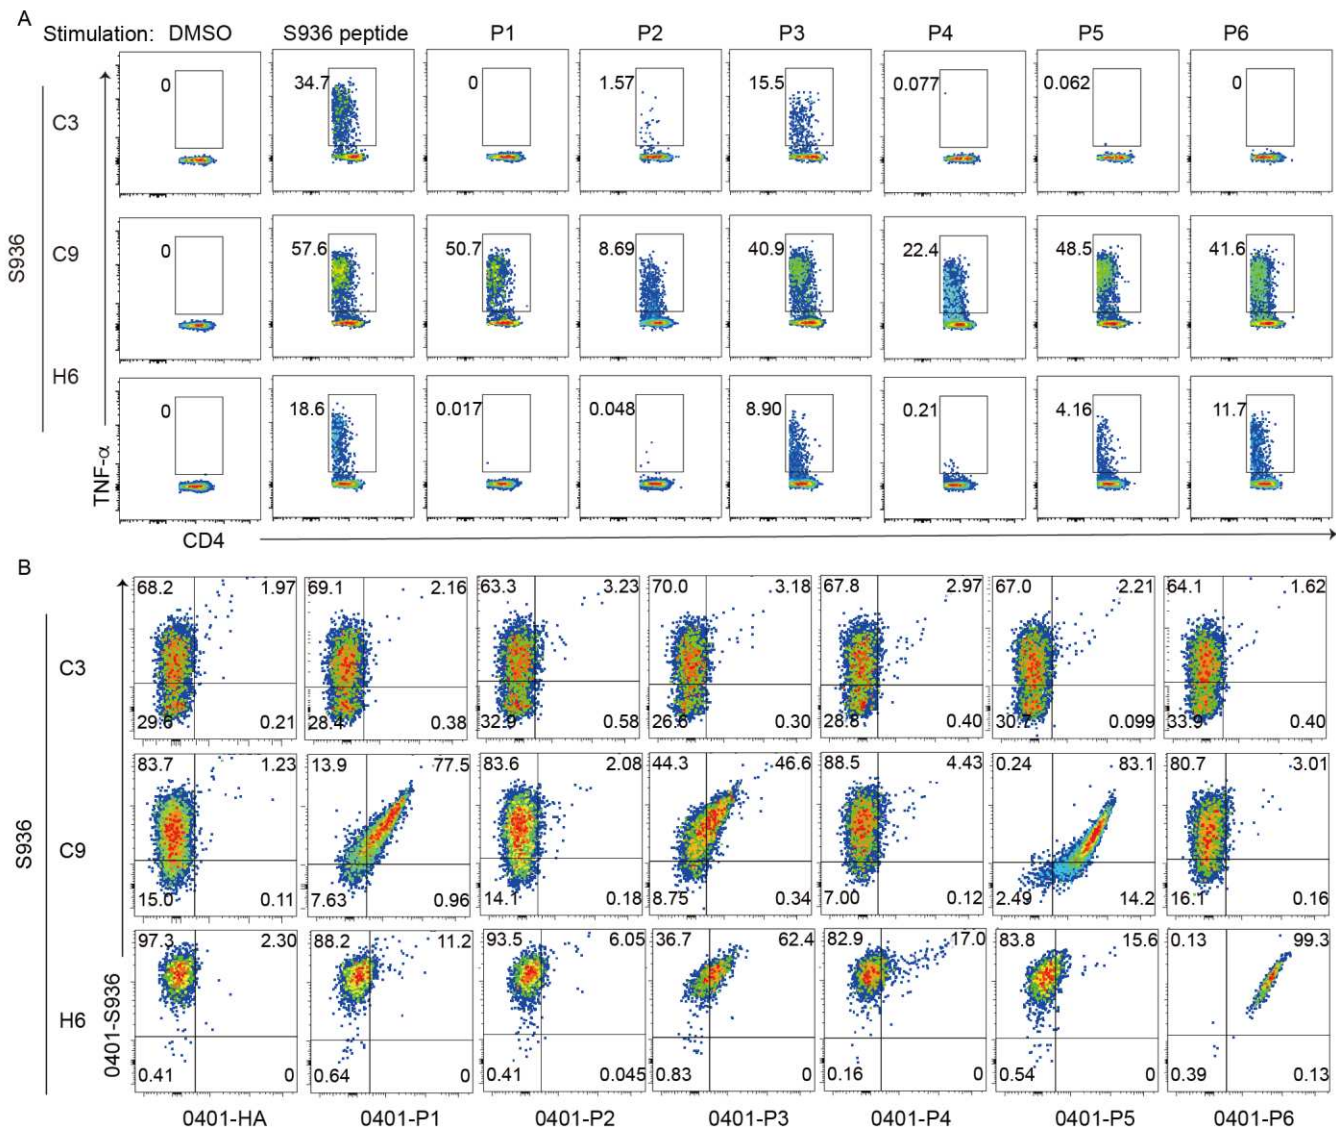 A
Stimulation: DMSO S936 peptide P1 P2 P3 P4 P5 P6
0 34.7 0 1.57 15.5 0.077 0.062 0
C3
0 57.6 50.7 8.69 40.9 22.4 48.5 41.6
C9
S936
0 18.6 0.017 0.048 8.90 0.21 4.16 11.7
H6
TNF-α
CD4
B
68.2 1.97 69.1 2.16 63.3 3.23 70.0 3.18 67.8 2.97 67.0 2.21 64.1 1.62
C3
29.6 0.21 28.4 0.38 32.9 0.58 26.6 0.30 28.8 0.40 30.7 0.099 33.9 0.40
83.7 1.23 13.9 77.5 83.6 2.08 44.3 46.6 88.5 4.43 0.24 83.1 80.7 3.01
S936
C9
15.0 0.11 7.63 0.96 14.1 0.18 8.75 0.34 7.00 0.12 2.49 14.2 16.1 0.16
97.3 2.30 88.2 11.2 93.5 6.05 36.7 62.4 82.9 17.0 83.8 15.6 0.13 99.3
H6
0401-S936
0.41 0 0.64 0 0.41 0.045 0.83 0 0.16 0 0.54 0 0.39 0.13
0401-HA 0401-P1 0401-P2 0401-P3 0401-P4 0401-P5 0401-P6